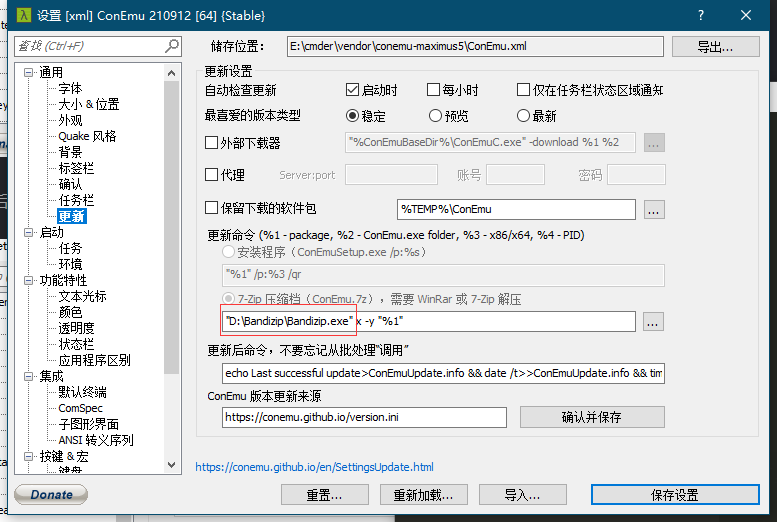 设置 [xml] ConEmu 210912 [64] {Stable}
查找 (Ctrl+F)
储存位置:
E:\cmder\vendor\conemu-maximus5\ConEmu.xml
导出...
通用
字体
大小 & 位置
外观
Quake 风格
背景
标签栏
确认
任务栏
更新
启动
任务
环境
功能特性
文本光标
颜色
透明度
状态栏
应用程序区别
集成
默认终端
ComSpec
子图形界面
ANSI 转义序列
按键 & 宏
键盘
更新设置
自动检查更新 启动时 每小时 仅在任务栏状态区域通知
最喜爱的版本类型 稳定 预览 最新
外部下载器 "%ConEmuBaseDir%\ConEmuC.exe" -download %1 %2 ...
代理 Server:port 账号 密码
保留下载的软件包 %TEMP%\ConEmu ...
更新命令 (%1 - package, %2 - ConEmu.exe folder, %3 - x86/x64, %4 - PID)
安装程序（ConEmuSetup.exe /p:%s）
"%1" /p:%3 /qr
7-Zip 压缩档（ConEmu.7z），需要 WinRar 或 7-Zip 解压
"D:\Bandizip\Bandizip.exe" x -y "%1" ...
更新后命令，不要忘记从批处理"调用"
echo Last successful update>ConEmuUpdate.info && date /t>>ConEmuUpdate.info && tim
ConEmu 版本更新来源
https://conemu.github.io/version.ini
确认并保存
https://conemu.github.io/en/SettingsUpdate.html
Donate
重置...
重新加载...
导入...
保存设置